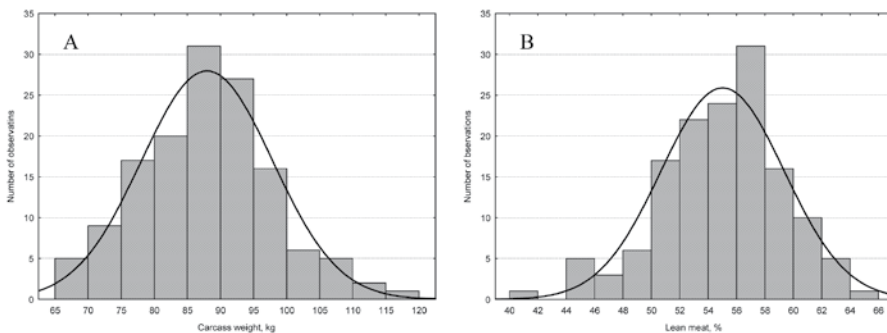 A
35
30
25
20
15
10
5
0
Number of observatins
65 70 75 80 85 90 95 100 105 110 115 120
Carcass weight, kg
B
35
30
25
20
15
10
5
0
Number of bservations
40 42 44 46 48 50 52 54 56 58 60 62 64 66
Lean meat, %